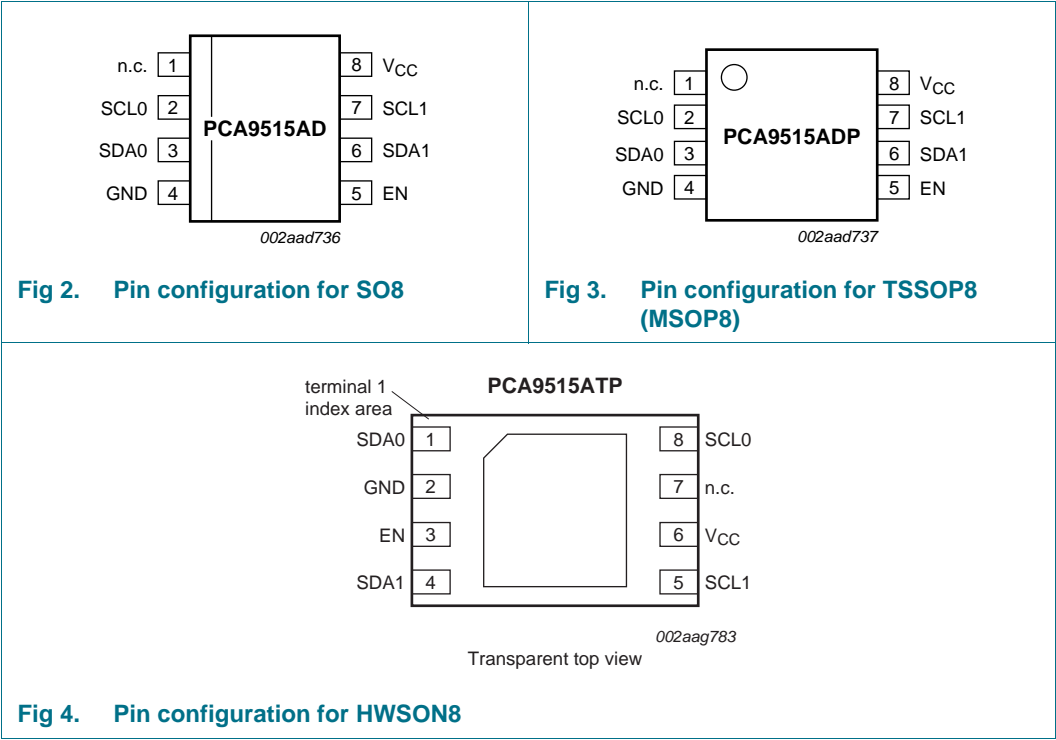 n.c. 1 8 VCC
SCL0 2 7 SCL1
PCA9515AD
SDA0 3 6 SDA1
GND 4 5 EN
002aad736
Fig 2. Pin configuration for SO8
n.c. 1 8 VCC
SCL0 2 7 SCL1
PCA9515ADP
SDA0 3 6 SDA1
GND 4 5 EN
002aad737
Fig 3. Pin configuration for TSSOP8
(MSOP8)
PCA9515ATP
terminal 1
index area
SDA0 1 8 SCL0
GND 2 7 n.c.
EN 3 6 VCC
SDA1 4 5 SCL1
002aag783
Transparent top view
Fig 4. Pin configuration for HWSON8